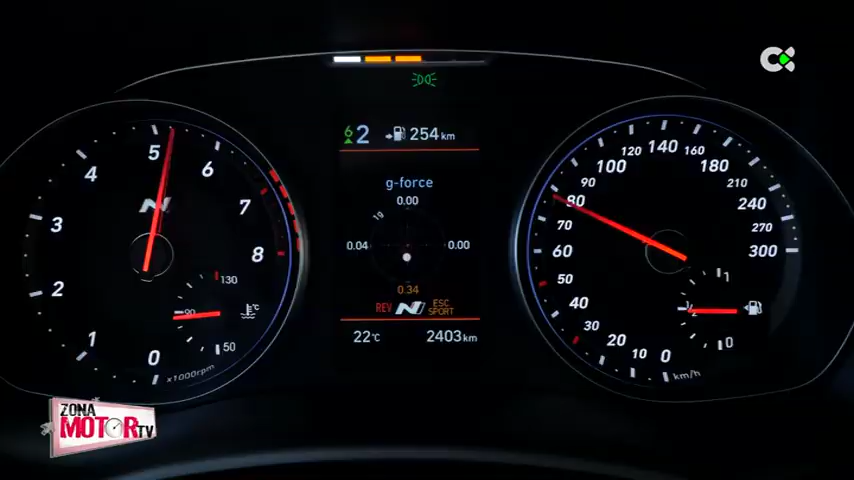 5
6
4
7
3
8
2
130
90
°C
1
50
0
x1000rpm
6 2 254 km
g-force
0.00
1g
0.04 0.00
0.34
REV N ESC
SPORT
22°C 2403 km
140
120 160
100 180
90 210
80 240
70 270
60 300
50
40 1/2
1
30
20 0
10 0
km/h
ZONA
MOTOR TV